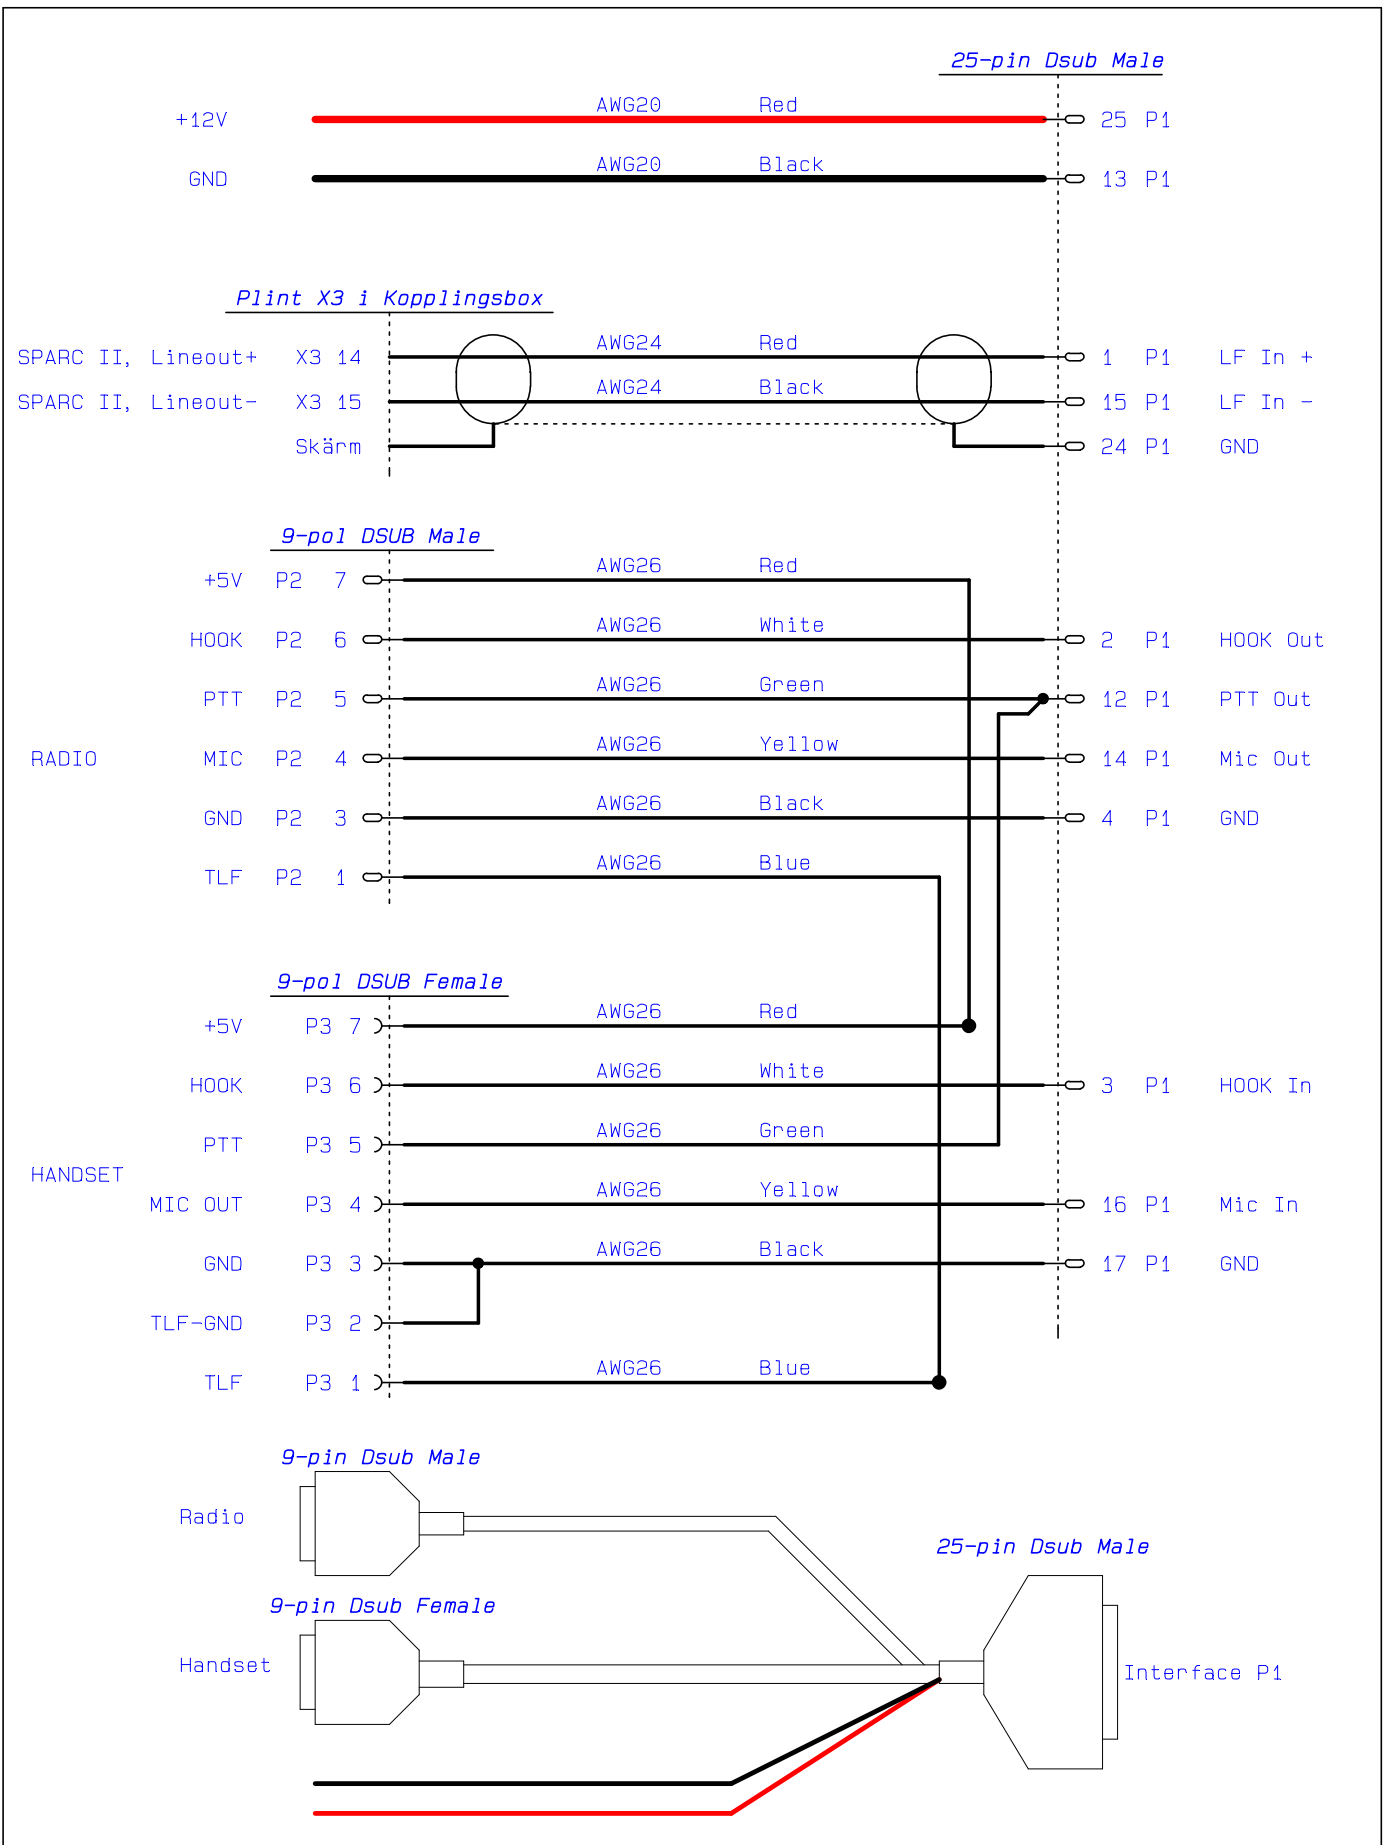 25-pin Dsub Male
+12V AWG20 Red 25 P1
GND AWG20 Black 13 P1
Plint X3 i Kopplingsbox
SPARC II, Lineout+ X3 14 AWG24 Red 1 P1 LF In +
SPARC II, Lineout- X3 15 AWG24 Black 15 P1 LF In -
Skärm 24 P1 GND
9-pol DSUB Male
+5V P2 7 AWG26 Red
HOOK P2 6 AWG26 White 2 P1 HOOK Out
PTT P2 5 AWG26 Green 12 P1 PTT Out
RADIO MIC P2 4 AWG26 Yellow 14 P1 Mic Out
GND P2 3 AWG26 Black 4 P1 GND
TLF P2 1 AWG26 Blue
9-pol DSUB Female
+5V P3 7 AWG26 Red
HOOK P3 6 AWG26 White 3 P1 HOOK In
PTT P3 5 AWG26 Green
HANDSET
MIC OUT P3 4 AWG26 Yellow 16 P1 Mic In
GND P3 3 AWG26 Black 17 P1 GND
TLF-GND P3 2
TLF P3 1 AWG26 Blue
9-pin Dsub Male
Radio
25-pin Dsub Male
9-pin Dsub Female
Handset
Interface P1